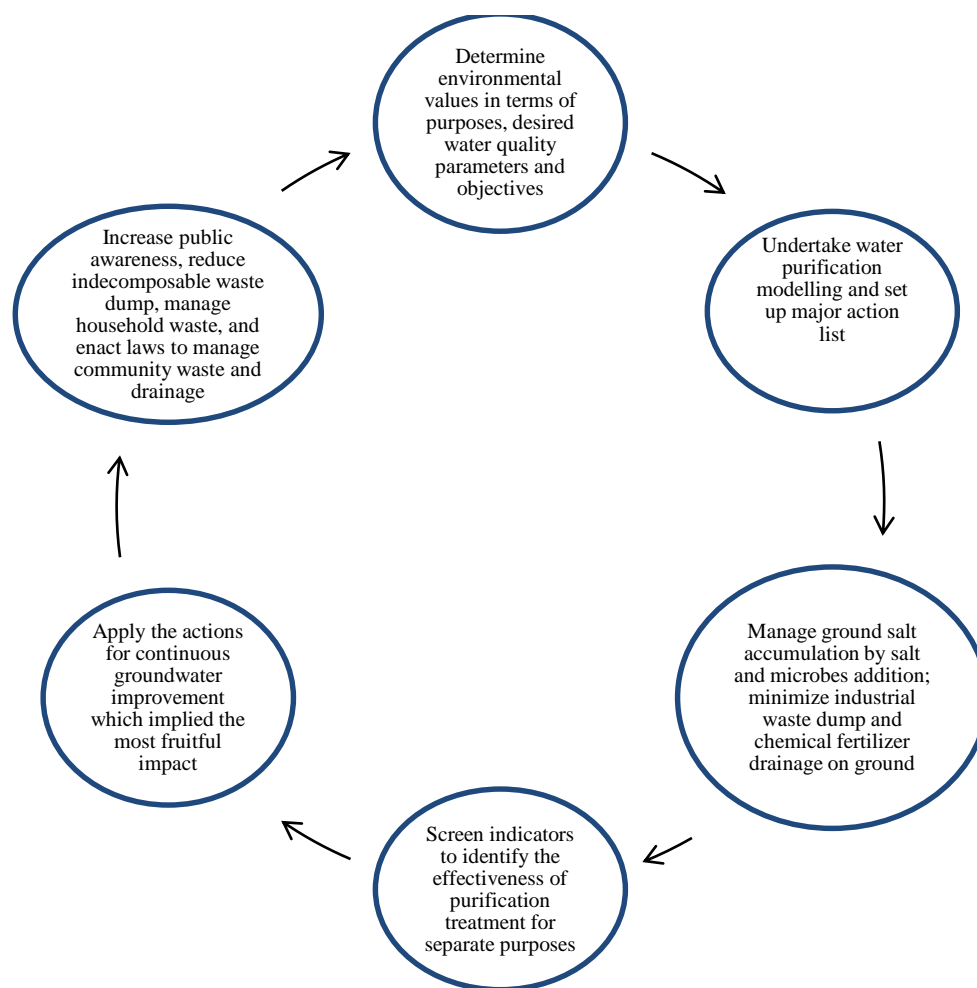 Determine
environmental
values in terms of
purposes, desired
water quality
parameters and
objectives
Undertake water
purification
modelling and set
up major action
list
Manage ground salt
accumulation by salt
and microbes addition;
minimize industrial
waste dump and
chemical fertilizer
drainage on ground
Screen indicators
to identify the
effectiveness of
purification
treatment for
separate purposes
Apply the actions
for continuous
groundwater
improvement
which implied the
most fruitful
impact
Increase public
awareness, reduce
indecomposable waste
dump, manage
household waste, and
enact laws to manage
community waste and
drainage